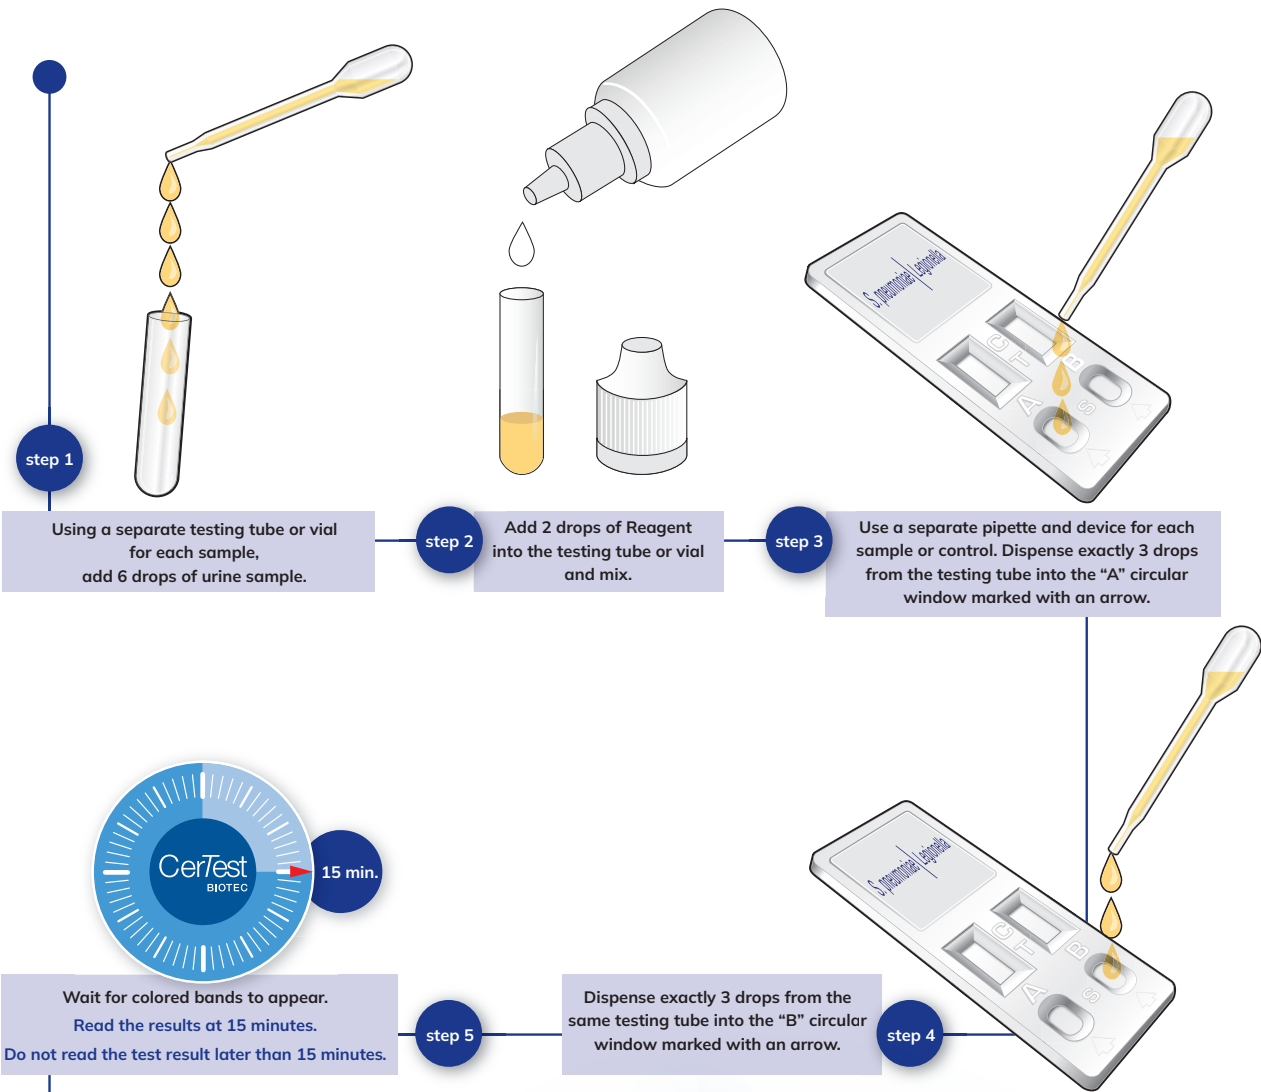 S. pneumoniae Legionella
C
T
B
A
S
step 1
Using a separate testing tube or vial
for each sample,
add 6 drops of urine sample.
step 2
Add 2 drops of Reagent
into the testing tube or vial
and mix.
step 3
Use a separate pipette and device for each
sample or control. Dispense exactly 3 drops
from the testing tube into the “A” circular
window marked with an arrow.
S. pneumoniae Legionella
C
T
B
A
S
step 4
Dispense exactly 3 drops from the
same testing tube into the “B” circular
window marked with an arrow.
CerTest
BIOTEC
15 min.
step 5
Wait for colored bands to appear.
Read the results at 15 minutes.
Do not read the test result later than 15 minutes.